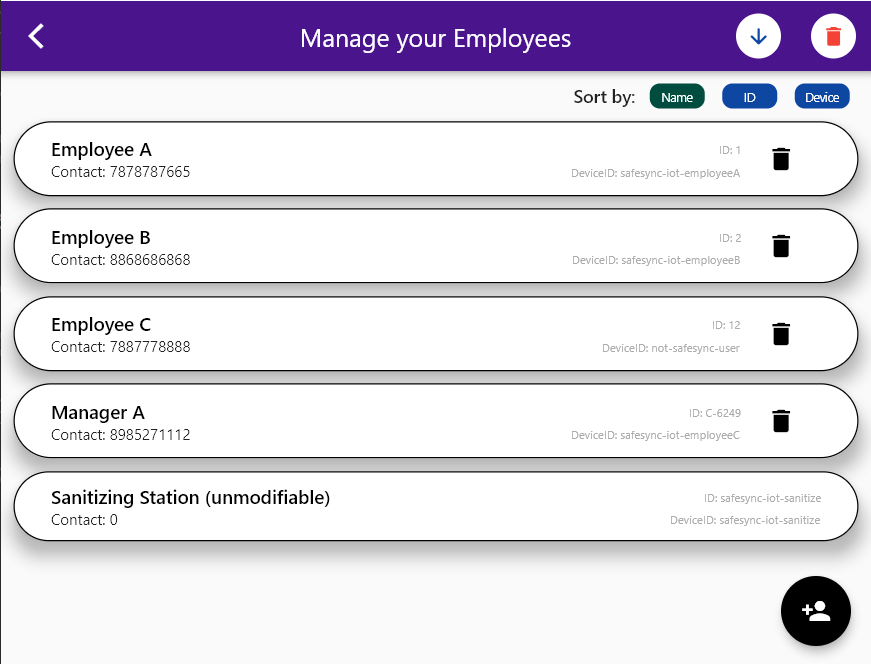 Manage your Employees
Sort by: Name ID Device
Employee A
Contact: 7878787665
ID: 1
DeviceID: safesync-iot-employeeA
Employee B
Contact: 8868686868
ID: 2
DeviceID: safesync-iot-employeeB
Employee C
Contact: 7887778888
ID: 12
DeviceID: not-safesync-user
Manager A
Contact: 8985271112
ID: C-6249
DeviceID: safesync-iot-employeeC
Sanitizing Station (unmodifiable)
Contact: 0
ID: safesync-iot-sanitize
DeviceID: safesync-iot-sanitize